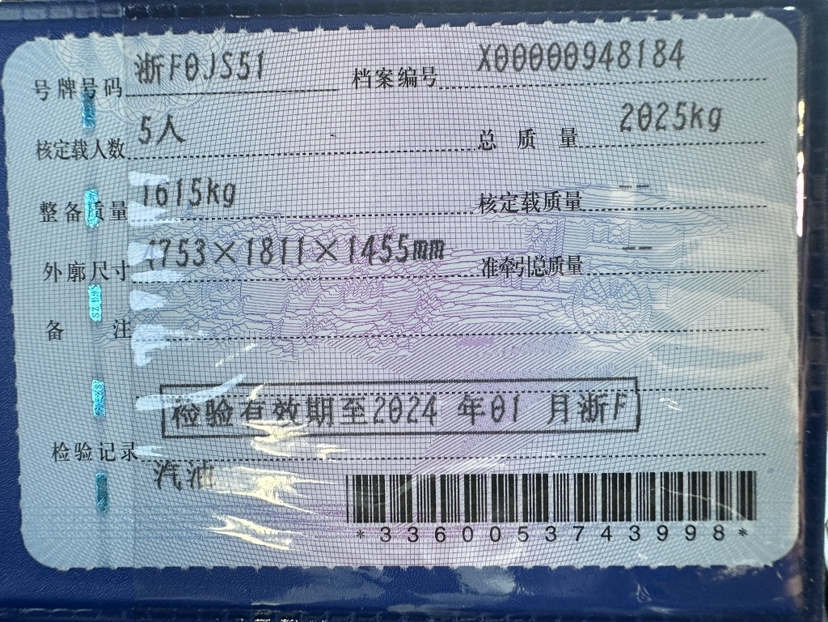 号牌号码 浙F0JS51 档案编号 X00000948184
核定载人数 5人 总质量 2025kg
整备质量 1615kg 核定载质量 --
外廓尺寸 4753×1811×1455mm 准牵引总质量 --
备注
检验有效期至2024 年01 月浙F
检验记录
汽油
*3360053743998*